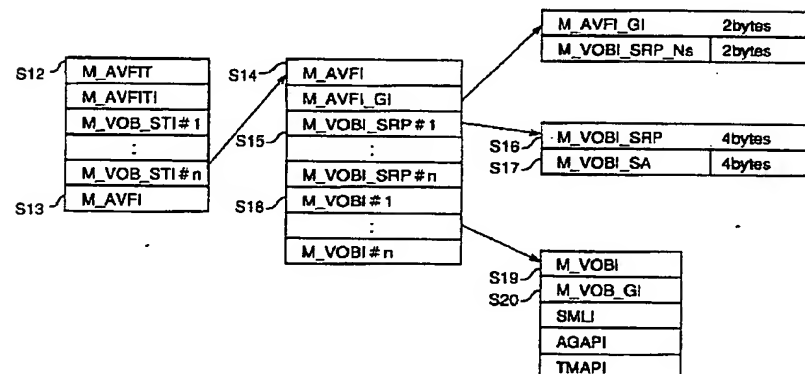 S12
M_AVFIT
M_AVFITI
M_VOB_STI#1
:
M_VOB_STI#n
S13
M_AVFI
S14
M_AVFI
M_AVFI_GI
S15
M_VOBI_SRP#1
:
M_VOBI_SRP#n
S18
M_VOBI#1
:
M_VOBI#n
M_AVFI_GI 2bytes
M_VOBI_SRP_Ns 2bytes
S16
M_VOBI_SRP 4bytes
S17
M_VOBI_SA 4bytes
S19
M_VOBI
S20
M_VOB_GI
SMLI
AGAPI
TMAPI